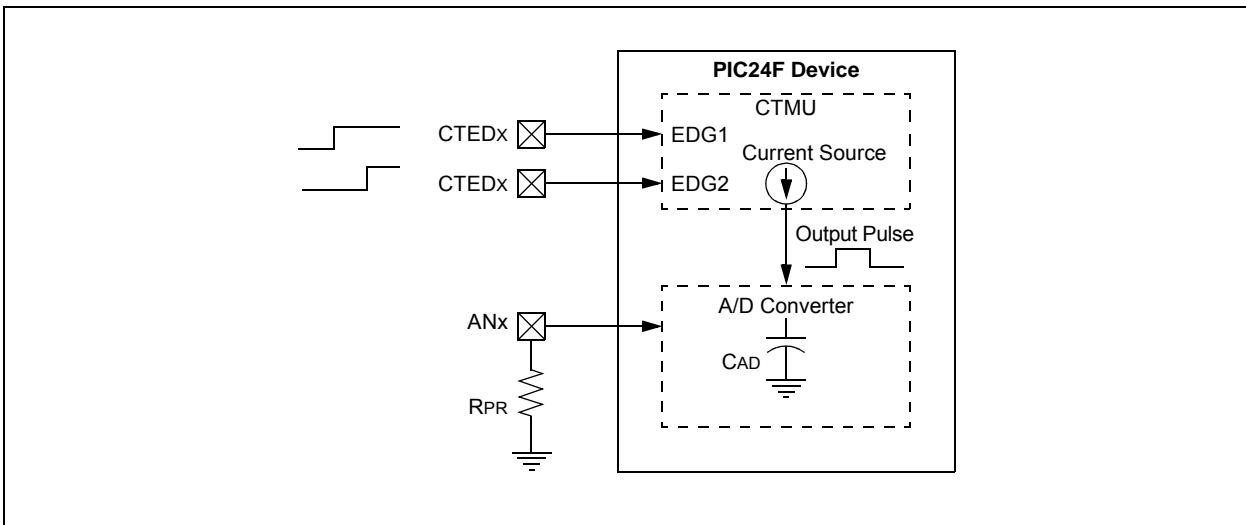 PIC24F Device
CTMU
CTEDX
EDG1
Current Source
CTEDX
EDG2
Output Pulse
A/D Converter
ANx
CAD
RPR